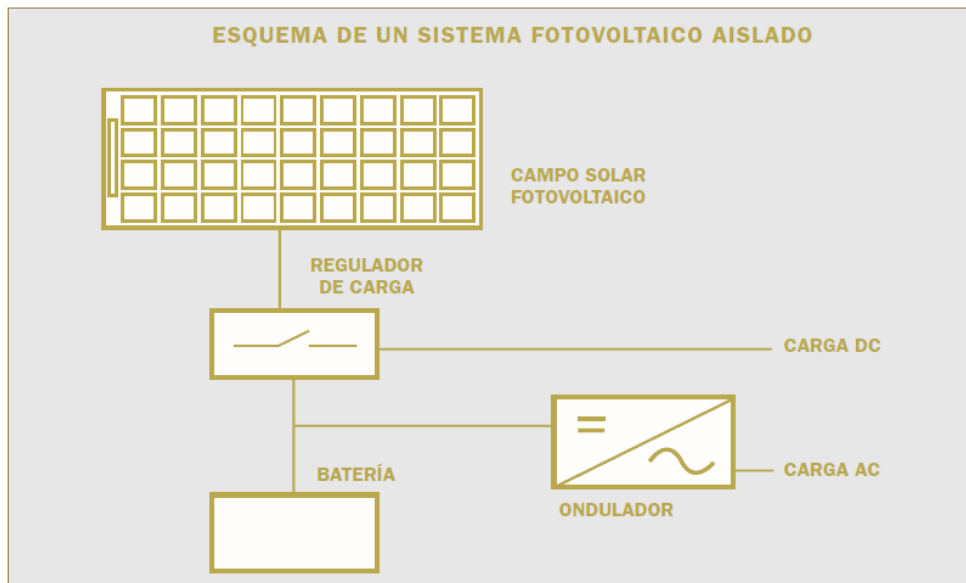 ESQUEMA DE UN SISTEMA FOTOVOLTAICO AISLADO
CAMPO SOLAR
FOTOVOLTAICO
REGULADOR
DE CARGA
CARGA DC
BATERÍA
CARGA AC
ONDULADOR